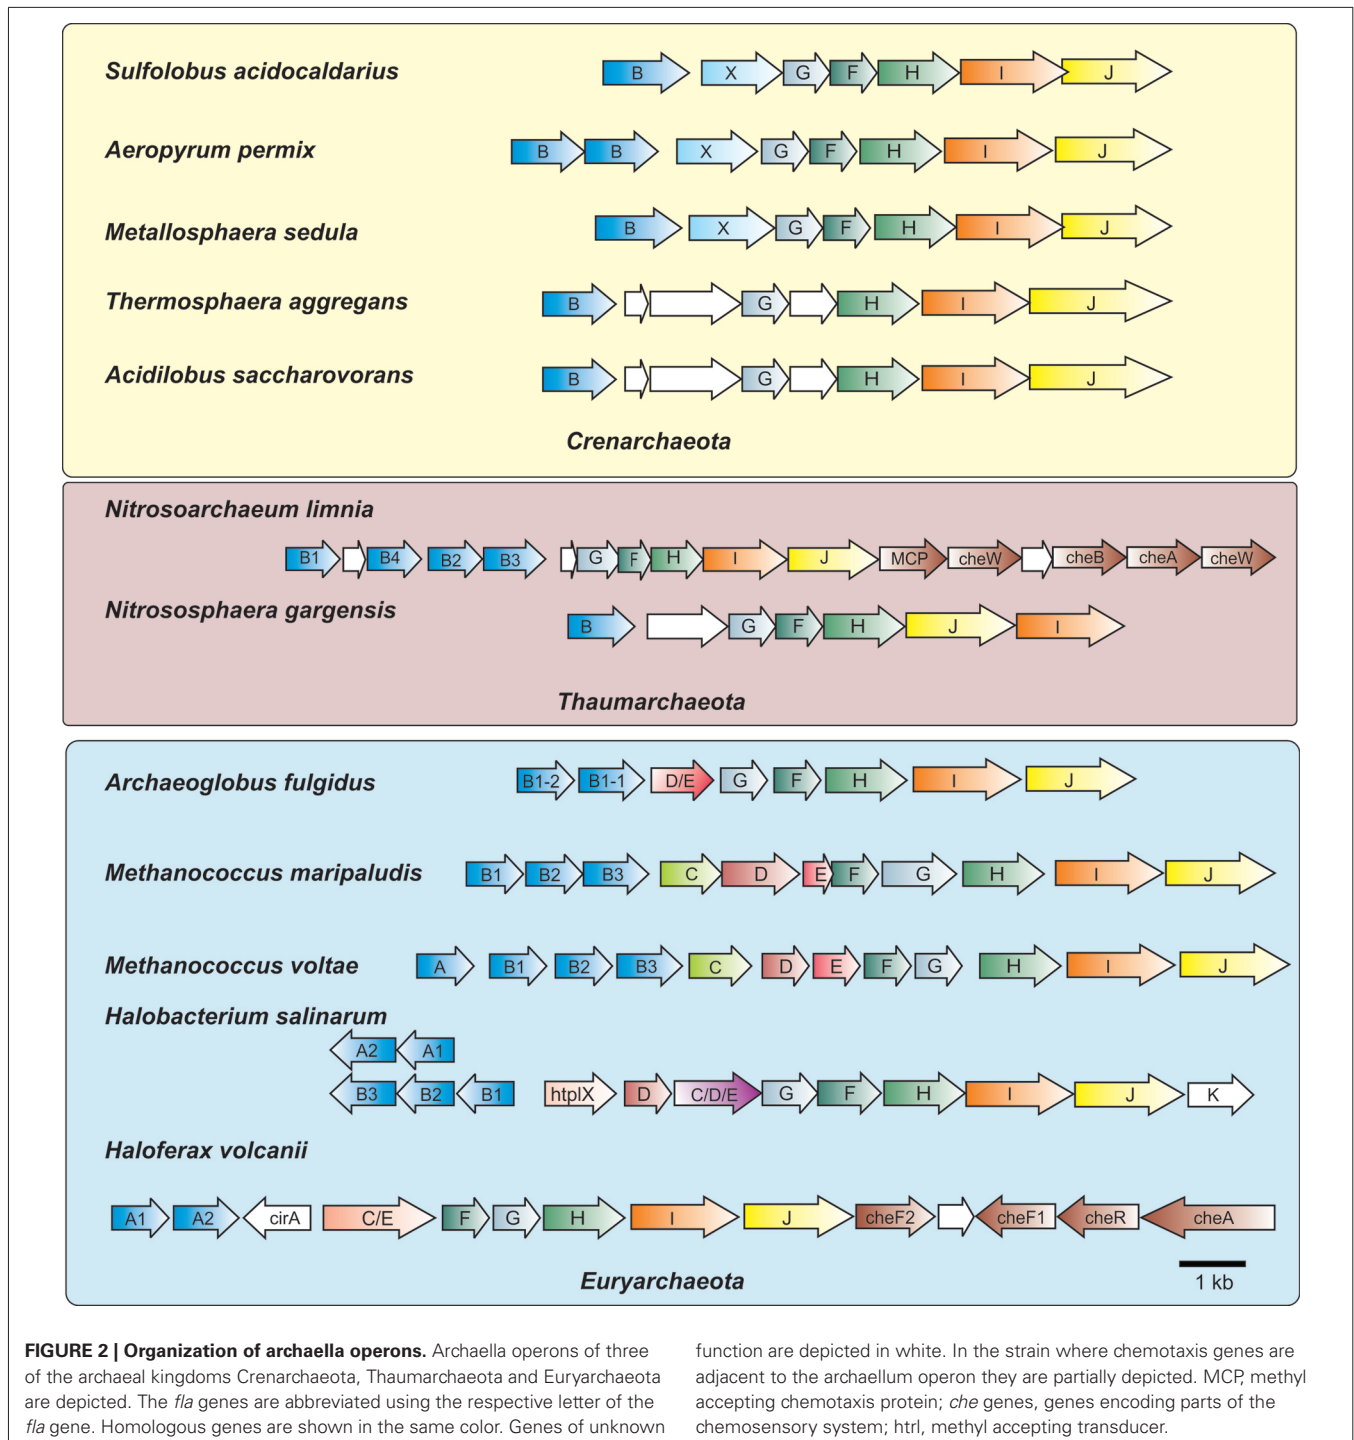 Sulfolobus acidocaldarius
B X G F H I J
Aeropyrum permix
B B X G F H I J
Metallosphaera sedula
B X G F H I J
Thermosphaera aggregans
B G H I J
Acidilobus saccharovorans
B G H I J
Crenarchaeota
Nitrosoarchaeum limnia
B1 B4 B2 B3 G F H I J MCP cheW cheB cheA cheW
Nitrososphaera gargensis
B G F H J I
Thaumarchaeota
Archaeoglobus fulgidus
B1-2 B1-1 D/E G F H I J
Methanococcus maripaludis
B1 B2 B3 C D E F G H I J
Methanococcus voltae
A B1 B2 B3 C D E F G H I J
Halobacterium salinarum
A2 A1
B3 B2 B1 htpIX D C/D/E G F H I J K
Haloferax volcanii
A1 A2 cirA C/E F G H I J cheF2 cheF1 cheR cheA
Euryarchaeota
1 kb
FIGURE 2 | Organization of archaella operons. Archaella operons of three
of the archaeal kingdoms Crenarchaeota, Thaumarchaeota and Euryarchaeota
are depicted. The fla genes are abbreviated using the respective letter of the
fla gene. Homologous genes are shown in the same color. Genes of unknown
function are depicted in white. In the strain where chemotaxis genes are
adjacent to the archaellum operon they are partially depicted. MCP, methyl
accepting chemotaxis protein; che genes, genes encoding parts of the
chemosensory system; htrI, methyl accepting transducer.